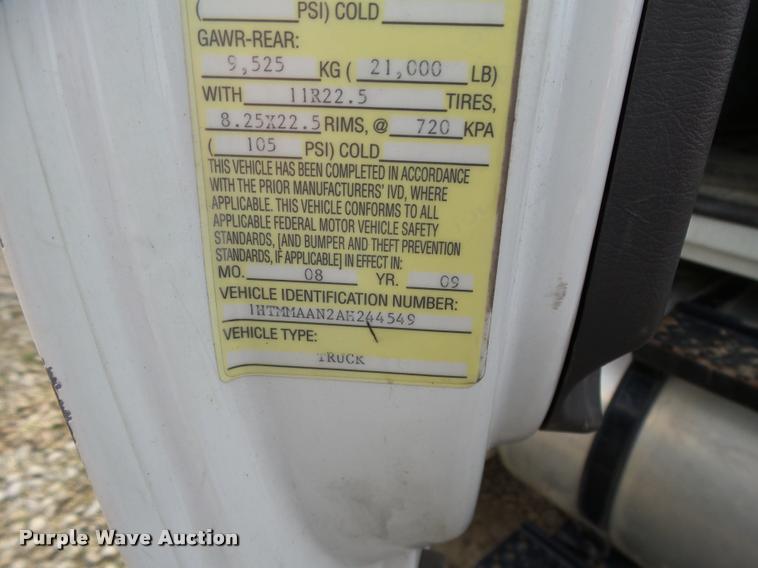 ( PSI) COLD
GAWR-REAR:
9,525 KG ( 21,000 LB)
WITH 11R22.5 TIRES,
8.25X22.5 RIMS, @ 720 KPA
( 105 PSI) COLD
THIS VEHICLE HAS BEEN COMPLETED IN ACCORDANCE
WITH THE PRIOR MANUFACTURERS' IVD, WHERE
APPLICABLE. THIS VEHICLE CONFORMS TO ALL
APPLICABLE FEDERAL MOTOR VEHICLE SAFETY
STANDARDS, [AND BUMPER AND THEFT PREVENTION
STANDARDS, IF APPLICABLE] IN EFFECT IN:
MO. 08 YR. 09
VEHICLE IDENTIFICATION NUMBER:
1HTMMAAN2AH244549
VEHICLE TYPE:
TRUCK
Purple Wave Auction